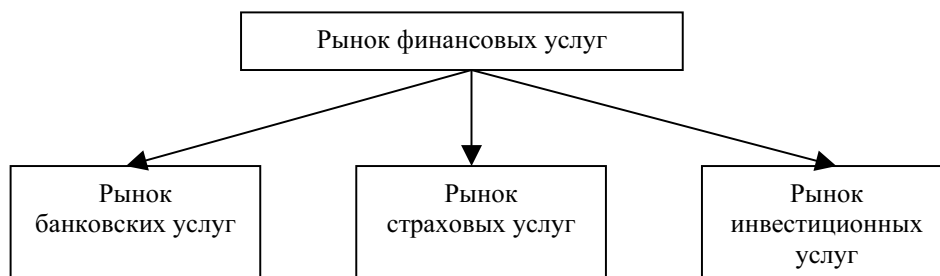 Рынок финансовых услуг
Рынок
банковских услуг
Рынок
страховых услуг
Рынок
инвестиционных
услуг